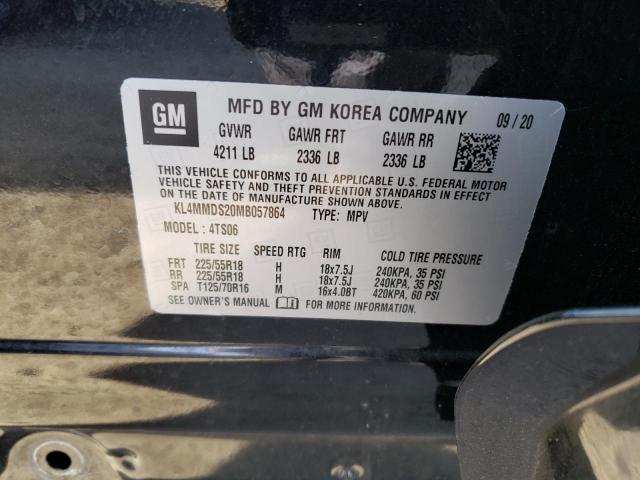 GM MFD BY GM KOREA COMPANY 09/20
GVWR GAWR FRT GAWR RR
4211 LB 2336 LB 2336 LB
THIS VEHICLE CONFORMS TO ALL APPLICABLE U.S. FEDERAL MOTOR
VEHICLE SAFETY AND THEFT PREVENTION STANDARDS IN EFFECT
ON THE DATE OF MANUFACTURE SHOWN ABOVE.
KL4MMDS20MB057864 TYPE: MPV
MODEL: 4TS06
TIRE SIZE SPEED RTG RIM COLD TIRE PRESSURE
FRT 225/55R18 H 18x7.5J 240KPA, 35 PSI
RR 225/55R18 H 18x7.5J 240KPA, 35 PSI
SPA T125/70R16 M 16x4.0BT 420KPA, 60 PSI
SEE OWNER'S MANUAL FOR MORE INFORMATION.